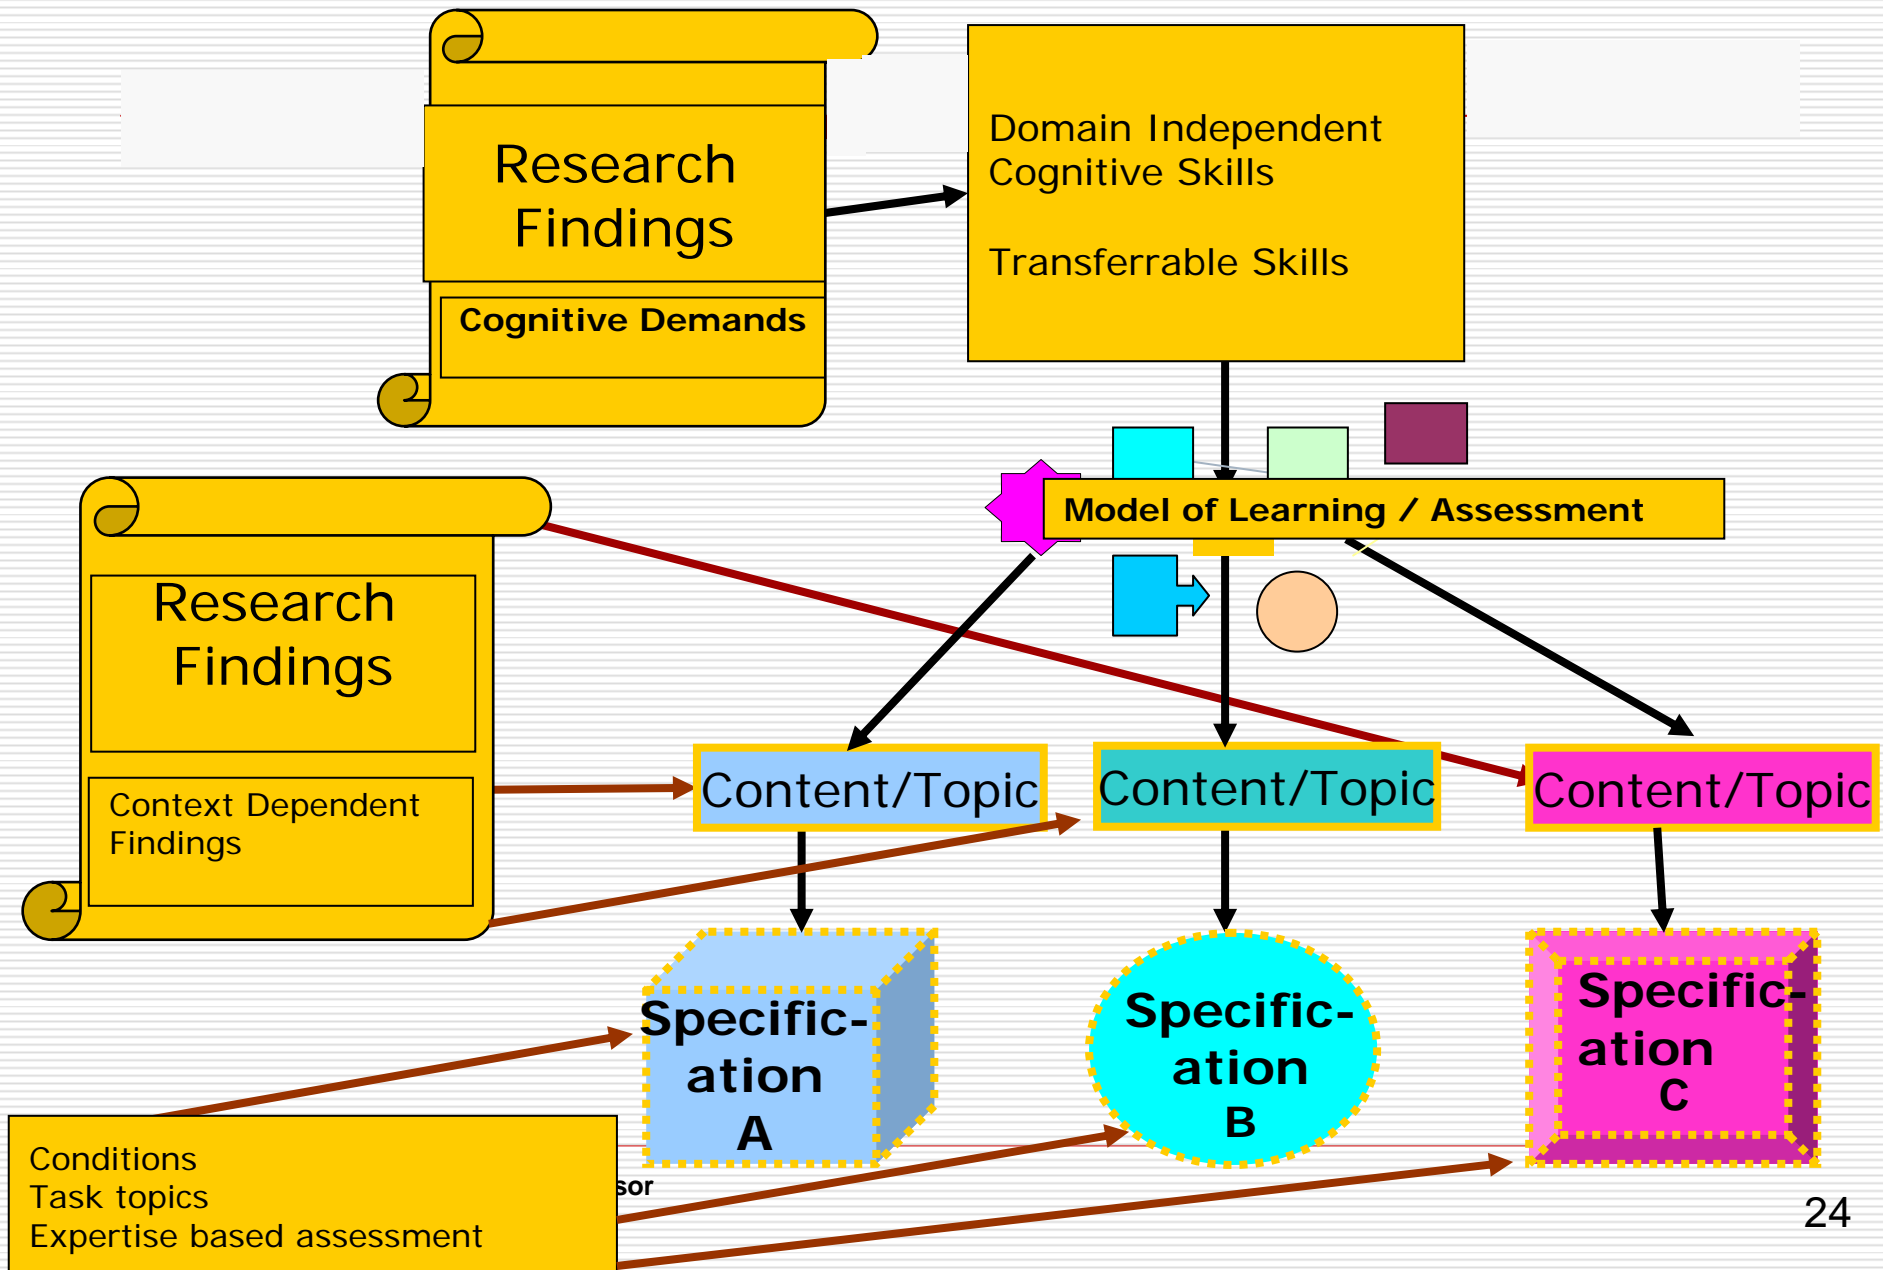 Research
Findings
Cognitive Demands
Domain Independent
Cognitive Skills
Transferrable Skills
Model of Learning / Assessment
Research
Findings
Context Dependent
Findings
Content/Topic
Content/Topic
Content/Topic
Specific-
ation
A
Specific-
ation
B
Specific-
ation
C
Conditions
Task topics
Expertise based assessment
sor
24